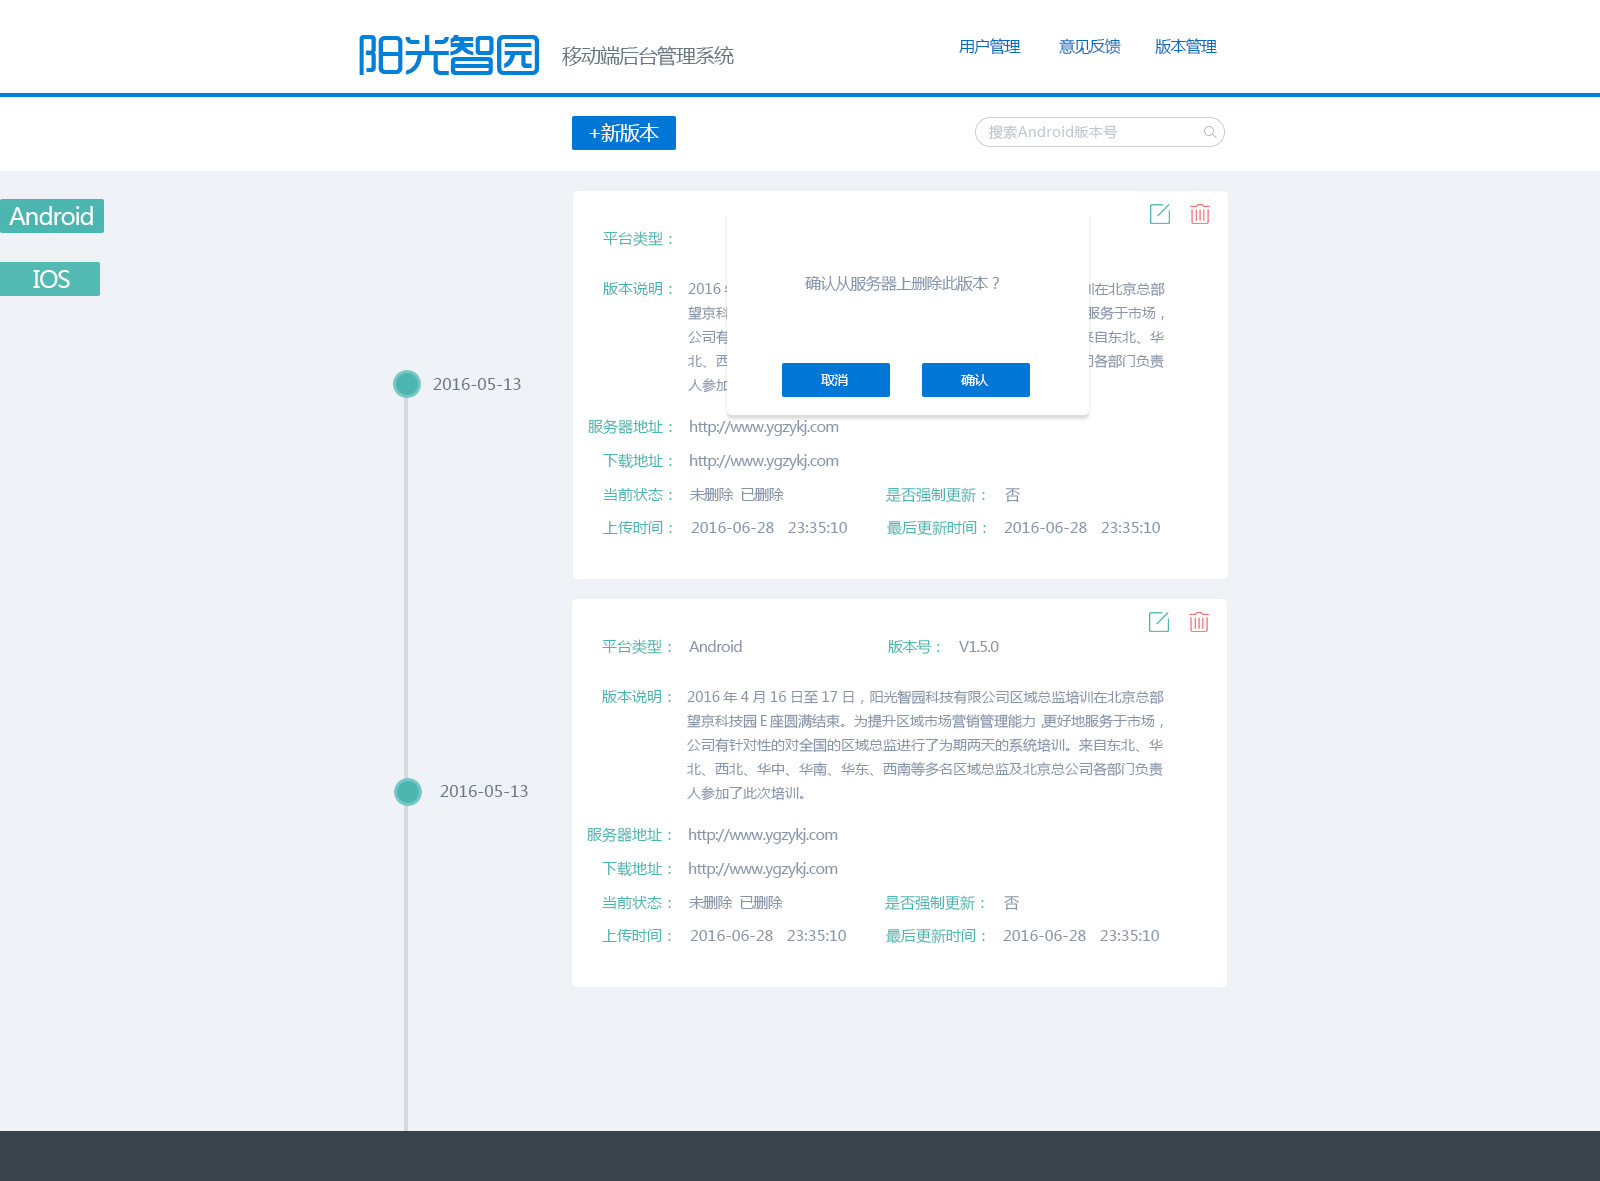 阳光智园 移动端后台管理系统 用户管理 意见反馈 版本管理
+新版本 搜索Android版本号
Android
IOS
平台类型：
确认从服务器上删除此版本？
取消 确认
版本说明： 2016 训在北京总部
望京科 服务于市场，
公司有 来自东北、华
北、西 司各部门负责
人参加
2016-05-13
服务器地址： http://www.ygzykj.com
下载地址： http://www.ygzykj.com
当前状态： 未删除 已删除 是否强制更新： 否
上传时间： 2016-06-28 23:35:10 最后更新时间： 2016-06-28 23:35:10
平台类型： Android 版本号： V1.5.0
版本说明： 2016 年 4 月 16 日至 17 日，阳光智园科技有限公司区域总监培训在北京总部
望京科技园 E 座圆满结束。为提升区域市场营销管理能力,更好地服务于市场，
公司有针对性的对全国的区域总监进行了为期两天的系统培训。来自东北、华
北、西北、华中、华南、华东、西南等多名区域总监及北京总公司各部门负责
人参加了此次培训。
2016-05-13
服务器地址： http://www.ygzykj.com
下载地址： http://www.ygzykj.com
当前状态： 未删除 已删除 是否强制更新： 否
上传时间： 2016-06-28 23:35:10 最后更新时间： 2016-06-28 23:35:10